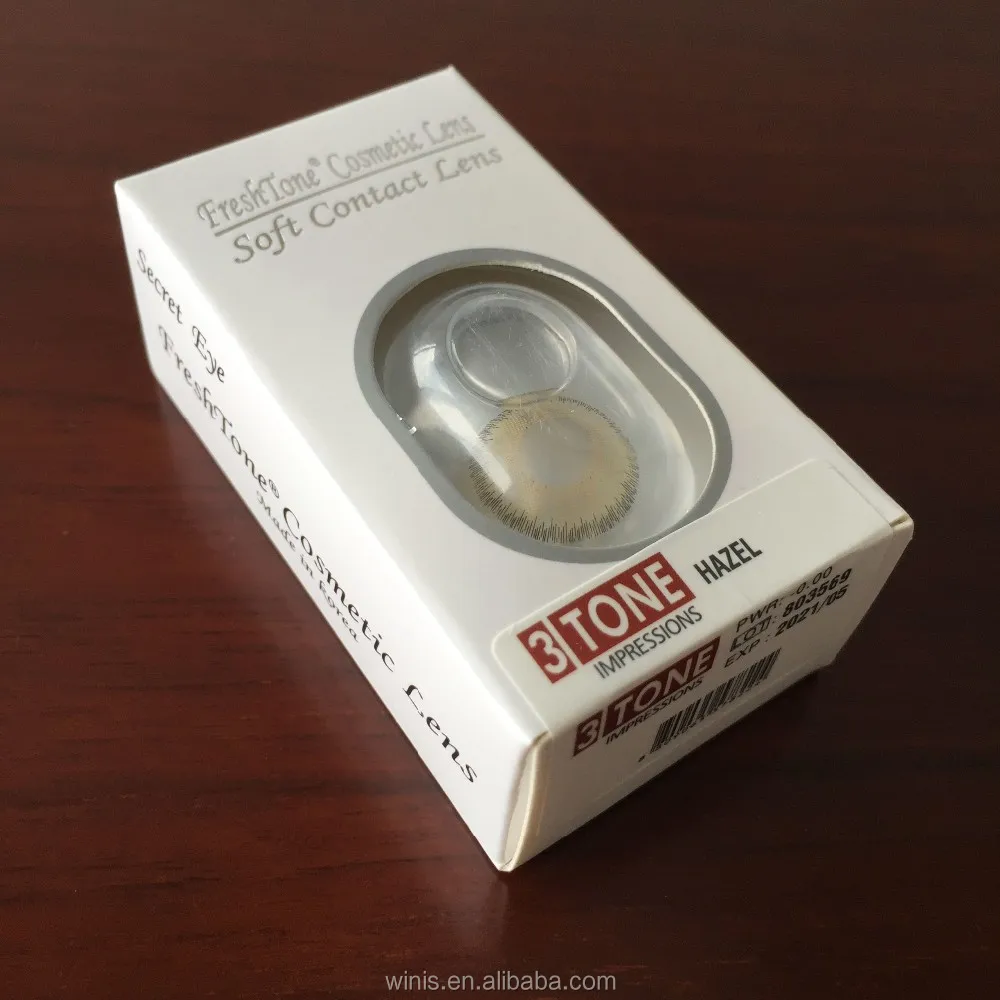 FreshTone® Cosmetic Lens
Soft Contact Lens
Secret Eye
FreshTone® Cosmetic Lens
Made in Korea
3 TONE
IMPRESSIONS
HAZEL
3 TONE
IMPRESSIONS
PWR: -0.00
LOT: 803569
EXP : 2021/05
winis.en.alibaba.com